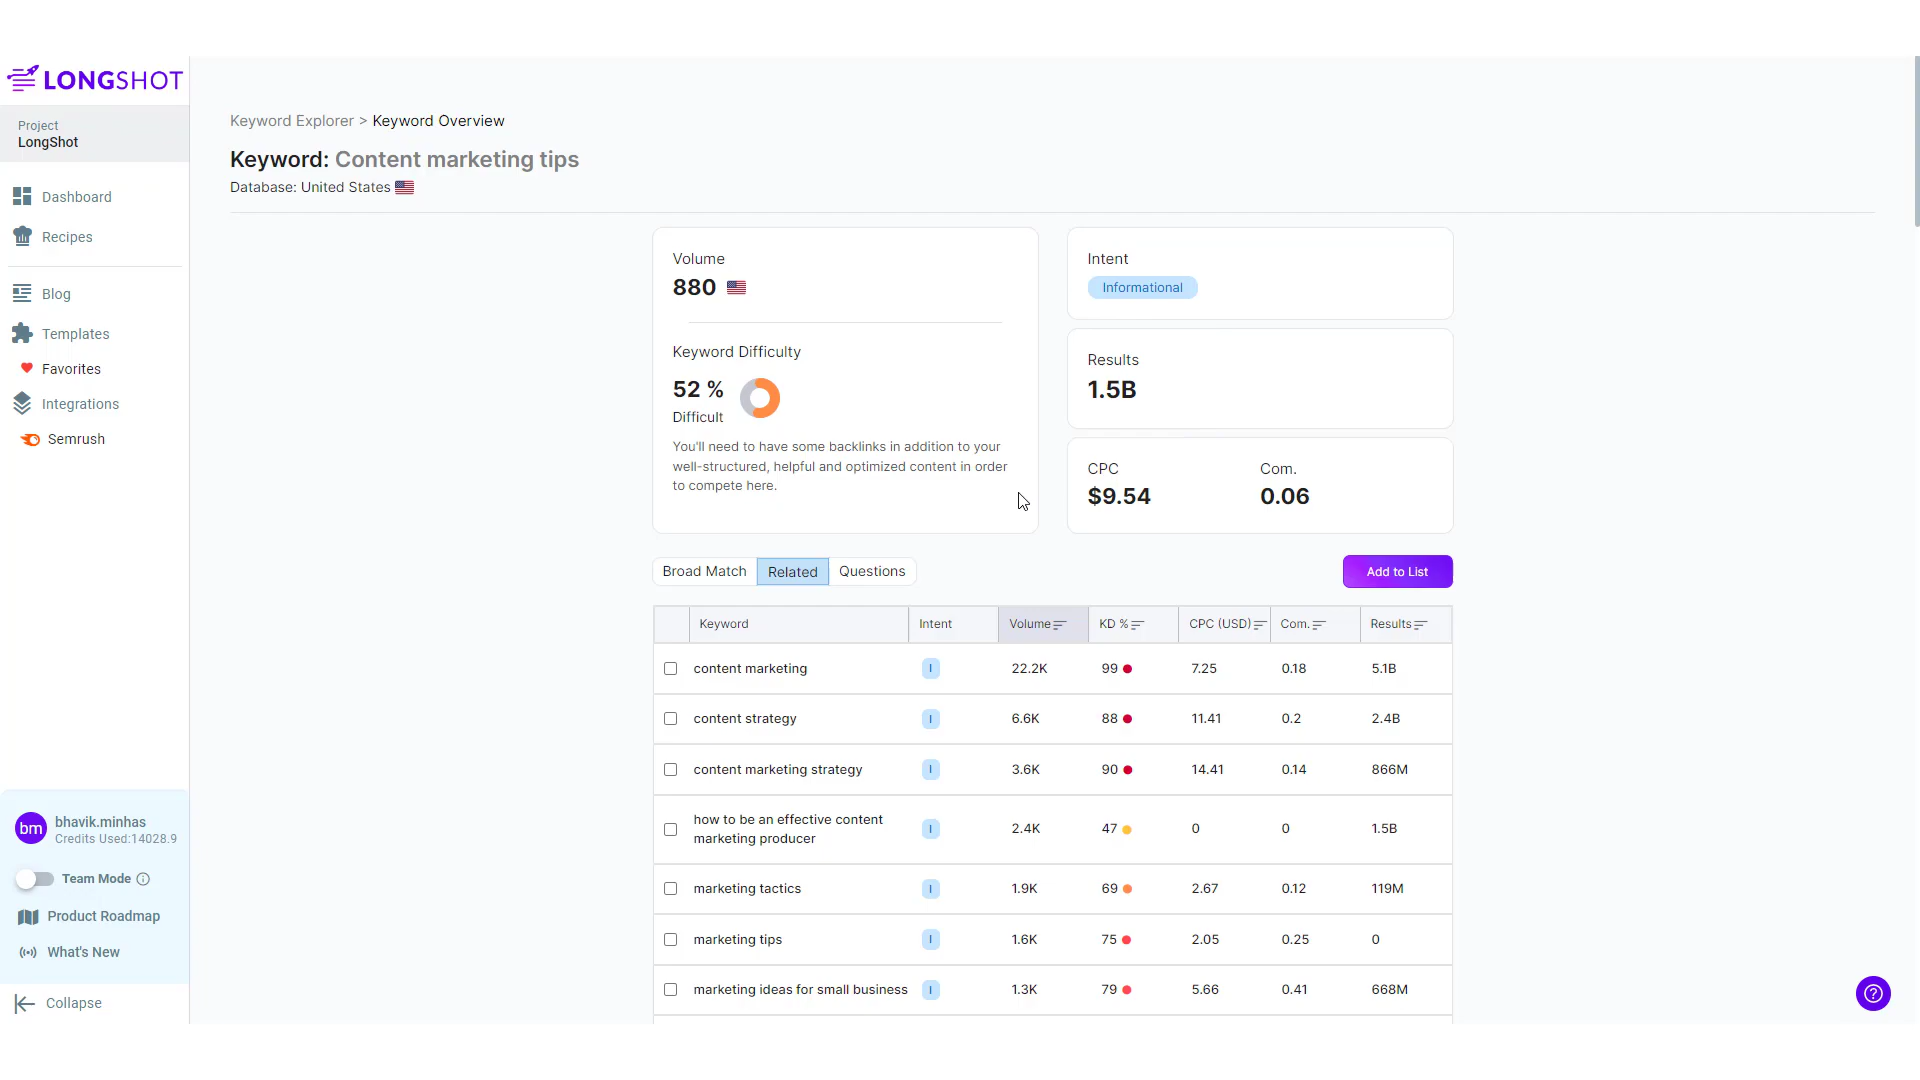 LONGSHOT
Project
LongShot
Dashboard
Recipes
Blog
Templates
Favorites
Integrations
Semrush
bm
bhavik.minhas
Credits Used:14028.9
Team Mode
Product Roadmap
What's New
Collapse
Keyword Explorer > Keyword Overview
Keyword: Content marketing tips
Database: United States
Volume
880
Keyword Difficulty
52 %
Difficult
You'll need to have some backlinks in addition to your
well-structured, helpful and optimized content in order
to compete here.
Intent
Informational
Results
1.5B
CPC Com.
$9.54 0.06
Broad Match Related Questions Add to List
Keyword Intent Volume KD % CPC (USD) Com. Results
content marketing I 22.2K 99 7.25 0.18 5.1B
content strategy I 6.6K 88 11.41 0.2 2.4B
content marketing strategy I 3.6K 90 14.41 0.14 866M
how to be an effective content
marketing producer I 2.4K 47 0 0 1.5B
marketing tactics I 1.9K 69 2.67 0.12 119M
marketing tips I 1.6K 75 2.05 0.25 0
marketing ideas for small business I 1.3K 79 5.66 0.41 668M